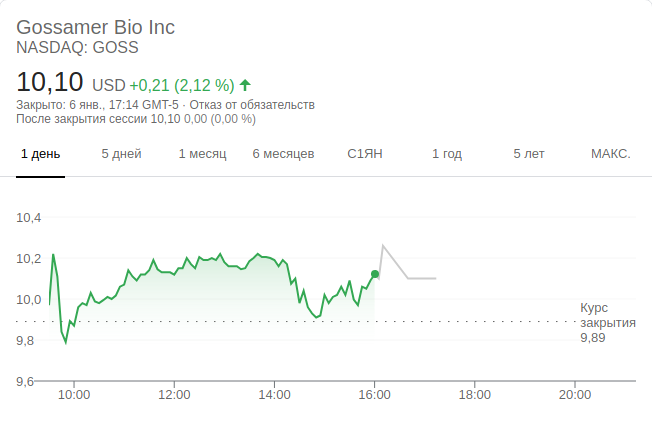 Gossamer Bio Inc
NASDAQ: GOSS
10,10 USD +0,21 (2,12 %)
Закрыто: 6 янв., 17:14 GMT-5 · Отказ от обязательств
После закрытия сессии 10,10 0,00 (0,00 %)
1 день 5 дней 1 месяц 6 месяцев С1ЯН 1 год 5 лет МАКС.
10,4
10,2
10,0
9,8
9,6
Курс
закрытия
9,89
10:00 12:00 14:00 16:00 18:00 20:00